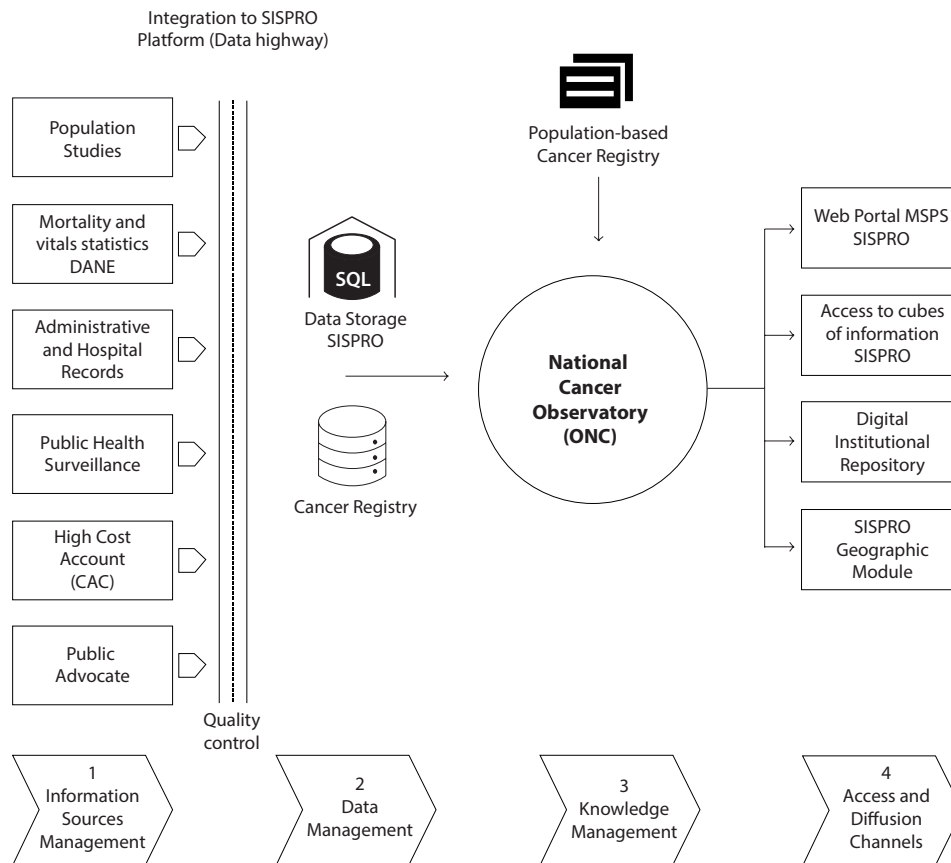 Integration to SISPRO
Platform (Data highway)
Population
Studies
Mortality and
vitals statistics
DANE
Administrative
and Hospital
Records
Public Health
Surveillance
High Cost
Account
(CAC)
Public
Advocate
Quality
control
SQL
Data Storage
SISPRO
Cancer Registry
Population-based
Cancer Registry
National
Cancer
Observatory
(ONC)
Web Portal MSPS
SISPRO
Access to cubes
of information
SISPRO
Digital
Institutional
Repository
SISPRO
Geographic
Module
1
Information
Sources
Management
2
Data
Management
3
Knowledge
Management
4
Access and
Diffusion
Channels